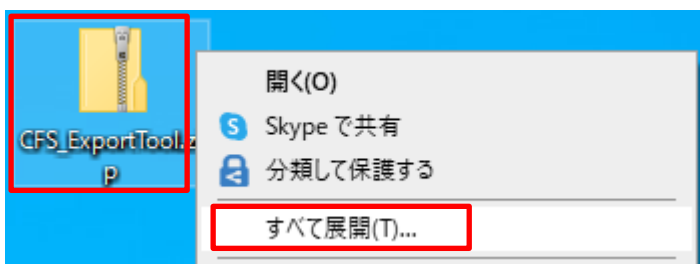 CFS_ExportTool.z
p
開く(O)
Skype で共有
分類して保護する
すべて展開(T)...